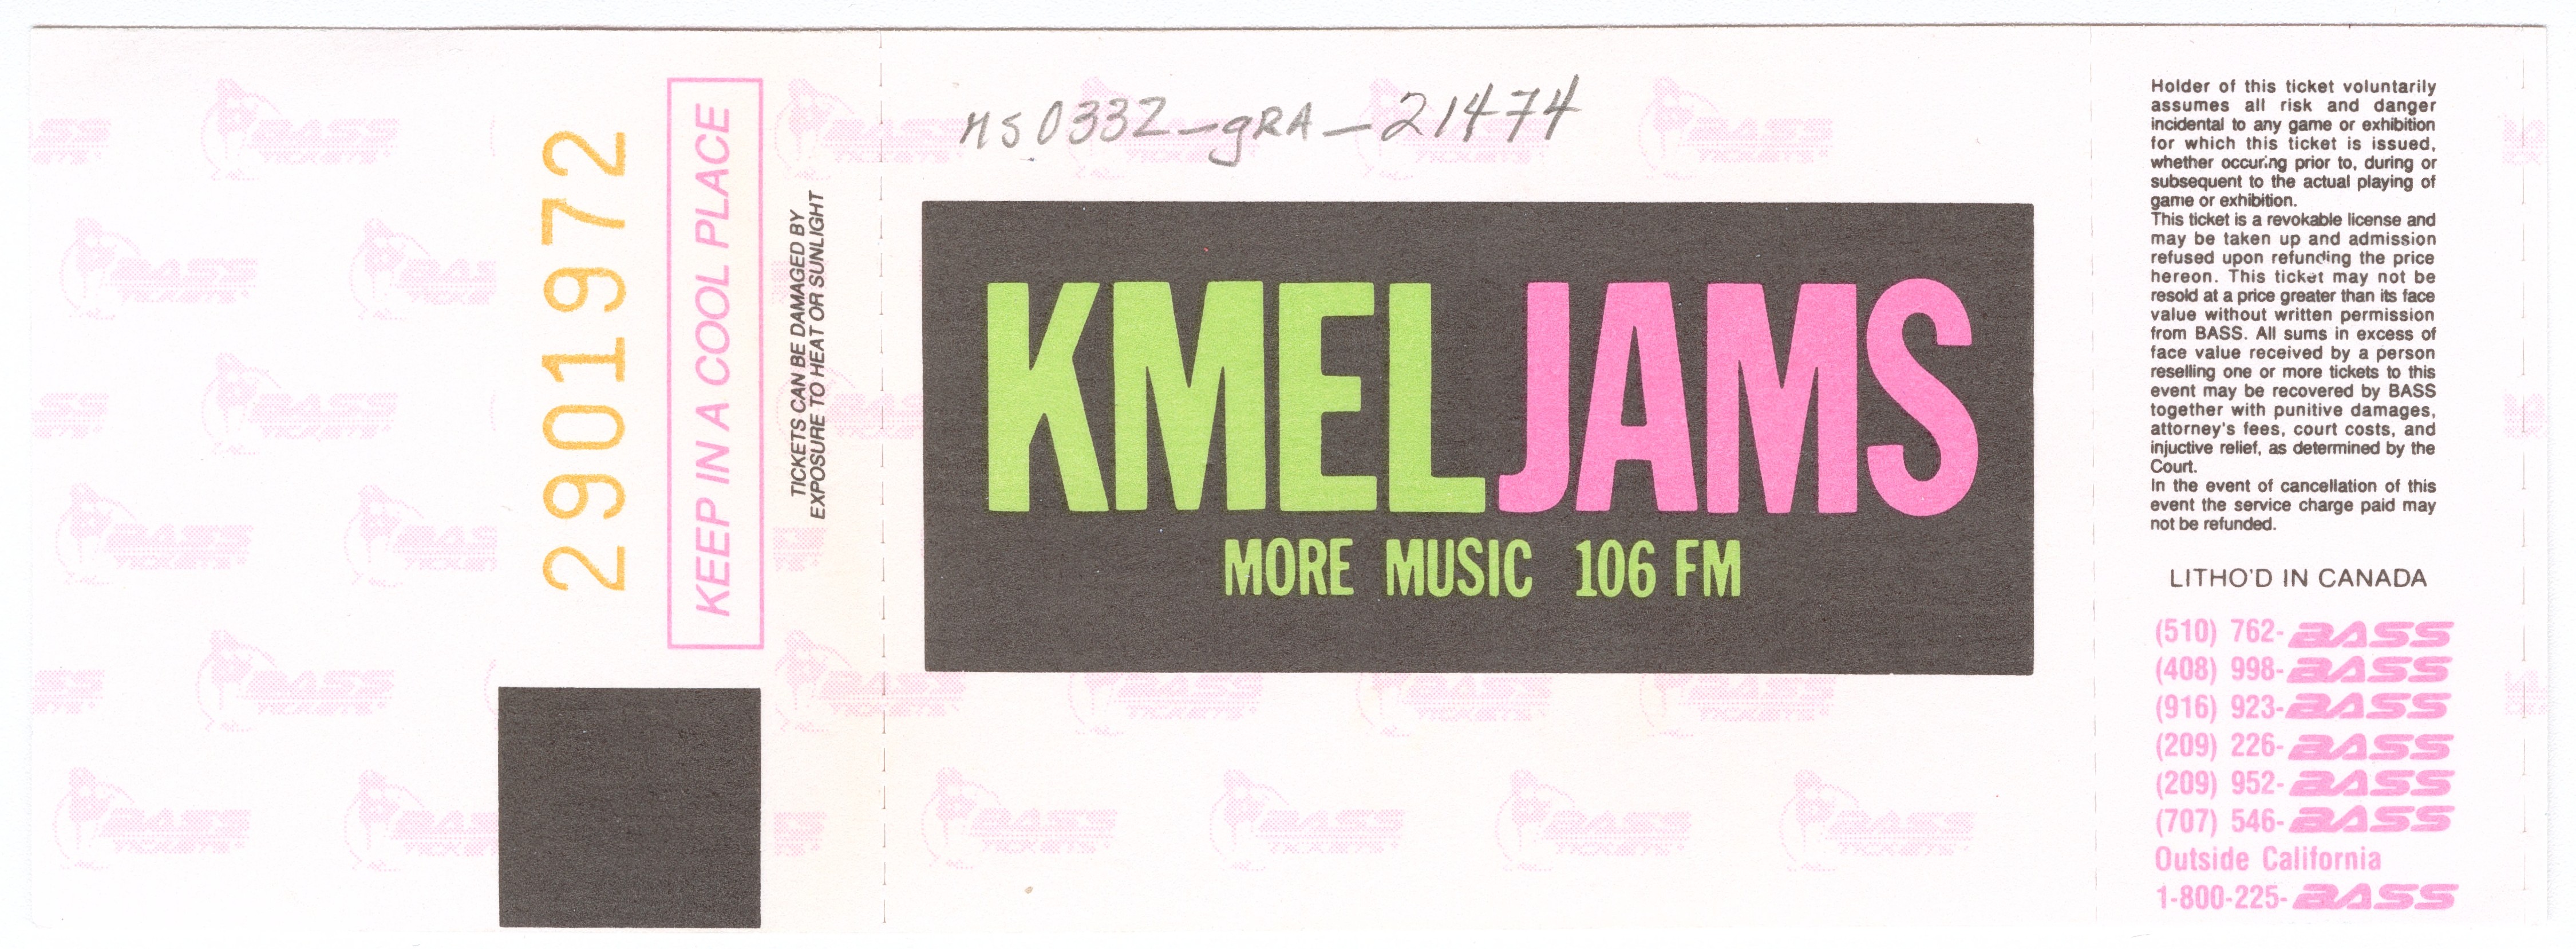 2901972
KEEP IN A COOL PLACE
TICKETS CAN BE DAMAGED BY
EXPOSURE TO HEAT OR SUNLIGHT
MS0332-gRA-21474
KMELJAMS
MORE MUSIC 106 FM
Holder of this ticket voluntarily
assumes all risk and danger
incidental to any game or exhibition
for which this ticket is issued,
whether occuring prior to, during or
subsequent to the actual playing of
game or exhibition.
This ticket is a revokable license and
may be taken up and admission
refused upon refunding the price
hereon. This ticket may not be
resold at a price greater than its face
value without written permission
from BASS. All sums in excess of
face value received by a person
reselling one or more tickets to this
event may be recovered by BASS
together with punitive damages,
attorney's fees, court costs, and
injuctive relief, as determined by the
Court.
In the event of cancellation of this
event the service charge paid may
not be refunded.
LITHO'D IN CANADA
(510) 762-BASS
(408) 998-BASS
(916) 923-BASS
(209) 226-BASS
(209) 952-BASS
(707) 546-BASS
Outside California
1-800-225-BASS
BASS
TICKETS